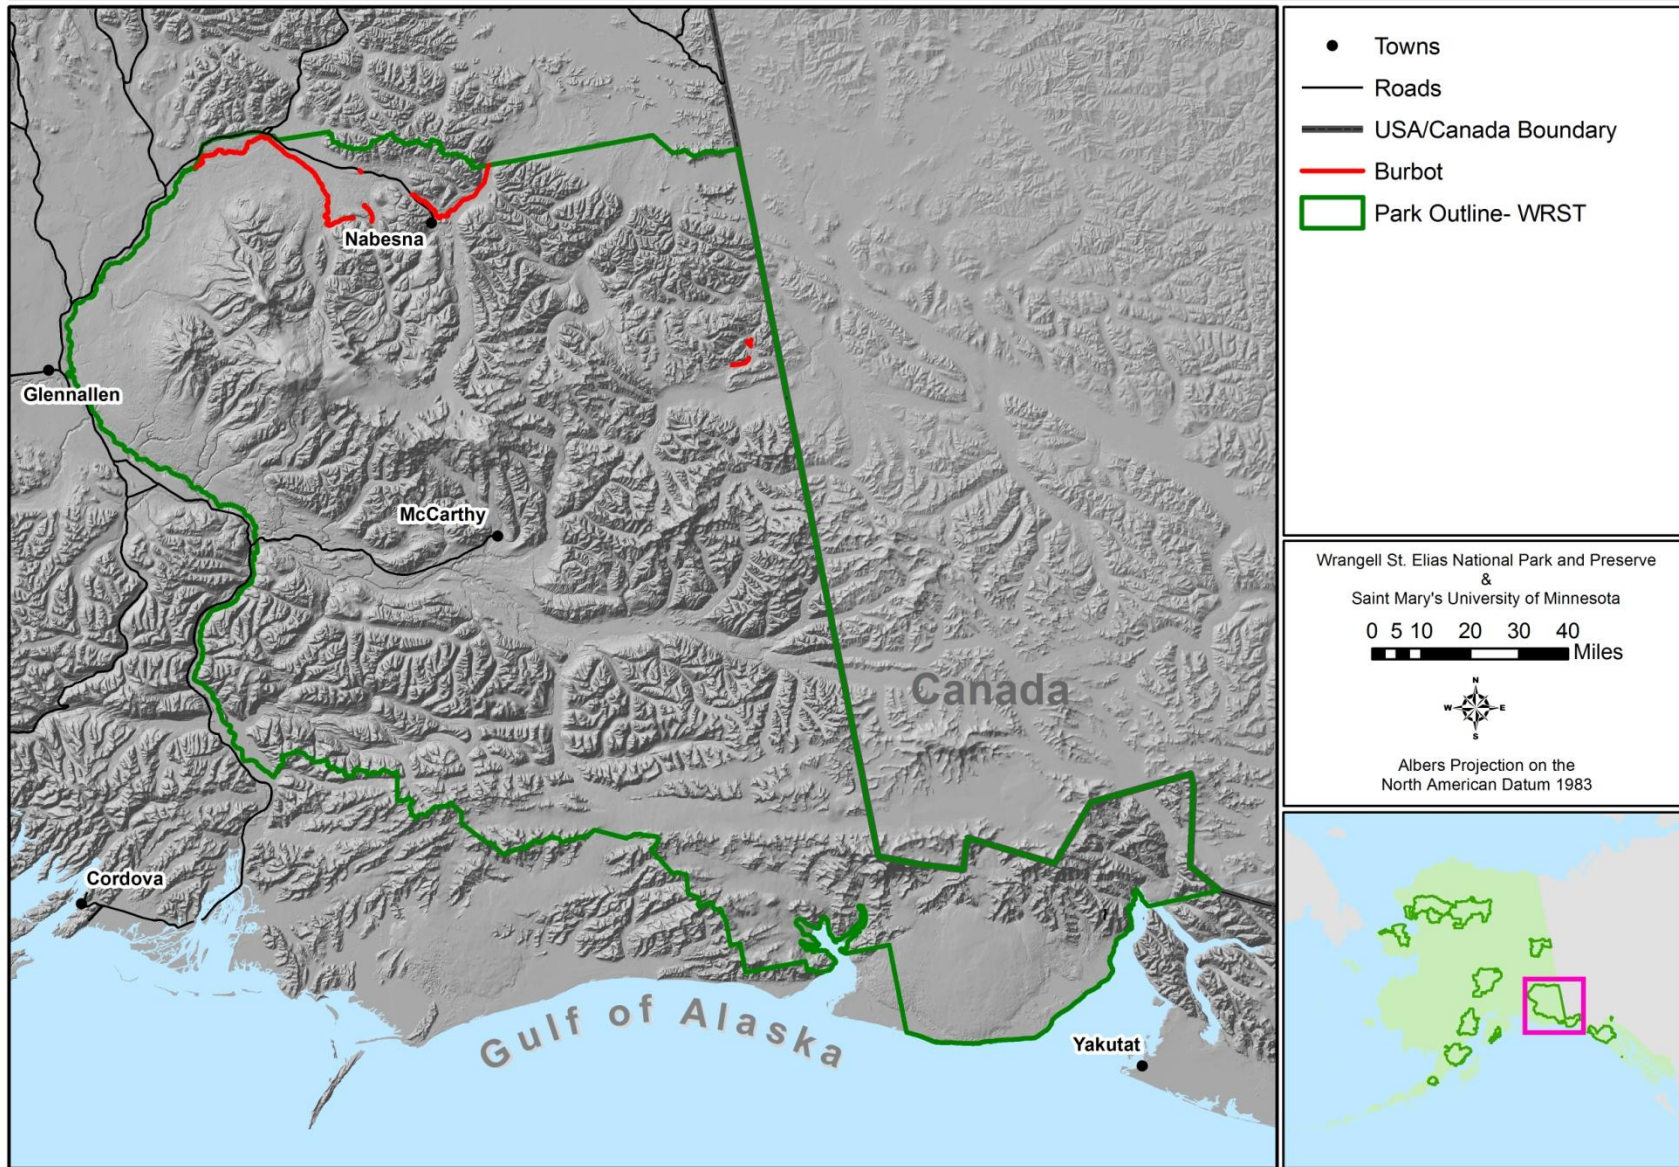 Nabesna
Glennallen
McCarthy
Canada
Cordova
Gulf of Alaska
Yakutat
Towns
Roads
USA/Canada Boundary
Burbot
Park Outline- WRST
Wrangell St. Elias National Park and Preserve
&
Saint Mary's University of Minnesota
0 5 10 20 30 40
Miles
N
W E
S
Albers Projection on the
North American Datum 1983